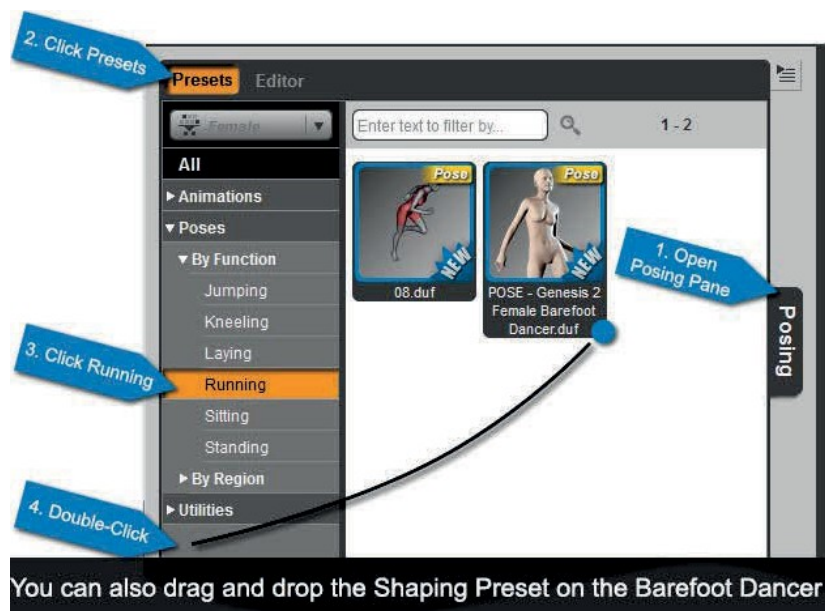 2. Click Presets
Presets Editor
Female
Enter text to filter by...
1 - 2
All
Animations
Poses
By Function
Jumping
Kneeling
Laying
Running
Sitting
Standing
By Region
Utilities
Pose
NEW
08.duf
Pose
NEW
POSE - Genesis 2
Female Barefoot
Dancer.duf
1. Open
Posing Pane
Posing
3. Click Running
4. Double-Click
You can also drag and drop the Shaping Preset on the Barefoot Dancer